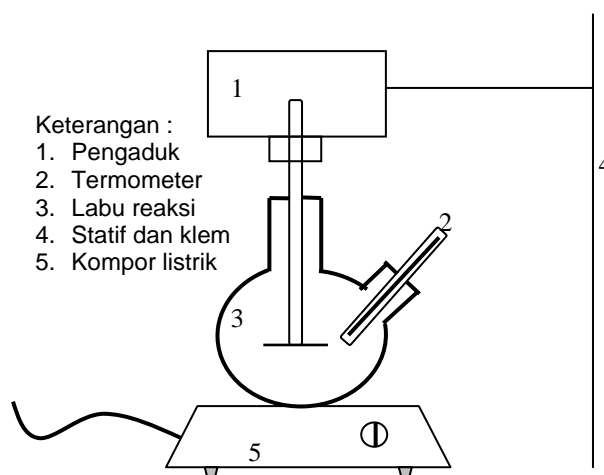 1
Keterangan :
1. Pengaduk
2. Termometer
3. Labu reaksi
4. Statif dan klem
5. Kompor listrik
4
2
3
5